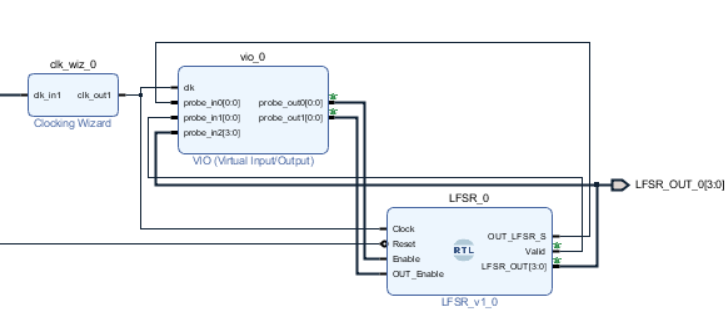 clk_wiz_0
clk_in1 clk_out1
Clocking Wizard
vio_0
clk
probe_in0[0:0] probe_out0[0:0]
probe_in1[0:0] probe_out1[0:0]
probe_in2[3:0]
VIO (Virtual Input/Output)
LFSR_OUT_0[3:0]
LFSR_0
Clock
Reset
Enable
OUT_Enable
RTL
OUT_LFSR_S
Valid
LFSR_OUT[3:0]
LFSR_v1_0